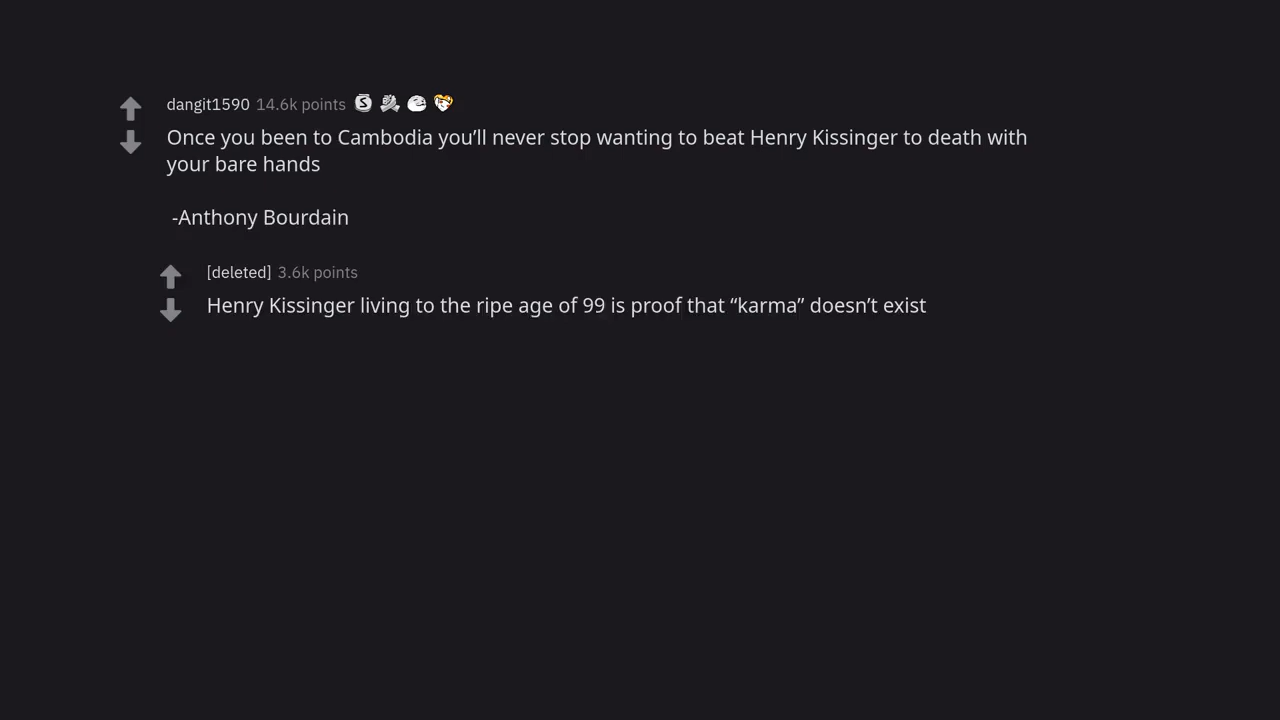 dangit1590 14.6k points
Once you been to Cambodia you’ll never stop wanting to beat Henry Kissinger to death with
your bare hands
-Anthony Bourdain
[deleted] 3.6k points
Henry Kissinger living to the ripe age of 99 is proof that “karma” doesn’t exist